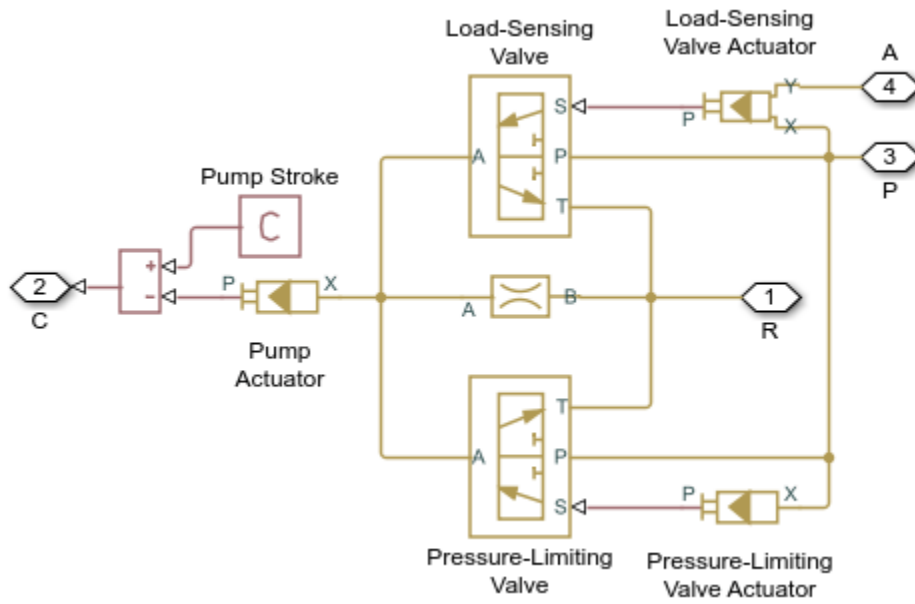 Load-Sensing
Valve
Load-Sensing
Valve Actuator
A
4
Y
S
P
X
A
P
3
P
Pump Stroke
T
C
+
2
P
X
−
C
A
B
1
R
Pump
Actuator
T
A
P
P
X
S
Pressure-Limiting
Valve
Pressure-Limiting
Valve Actuator